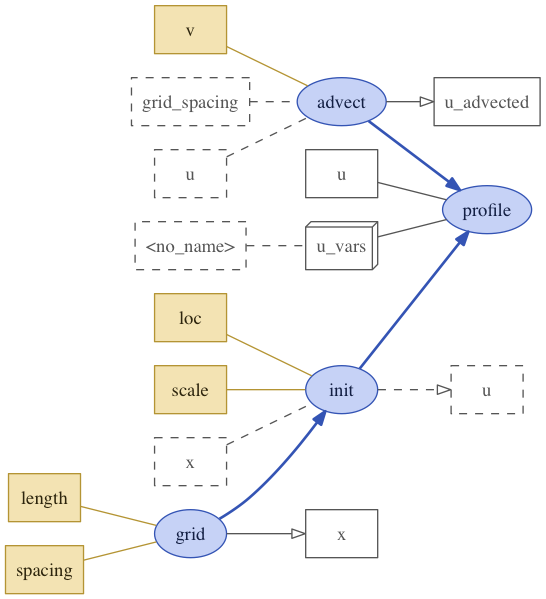 v
grid_spacing
advect
u_advected
u
u
profile
<no_name>
u_vars
loc
scale
init
u
x
length
grid
x
spacing